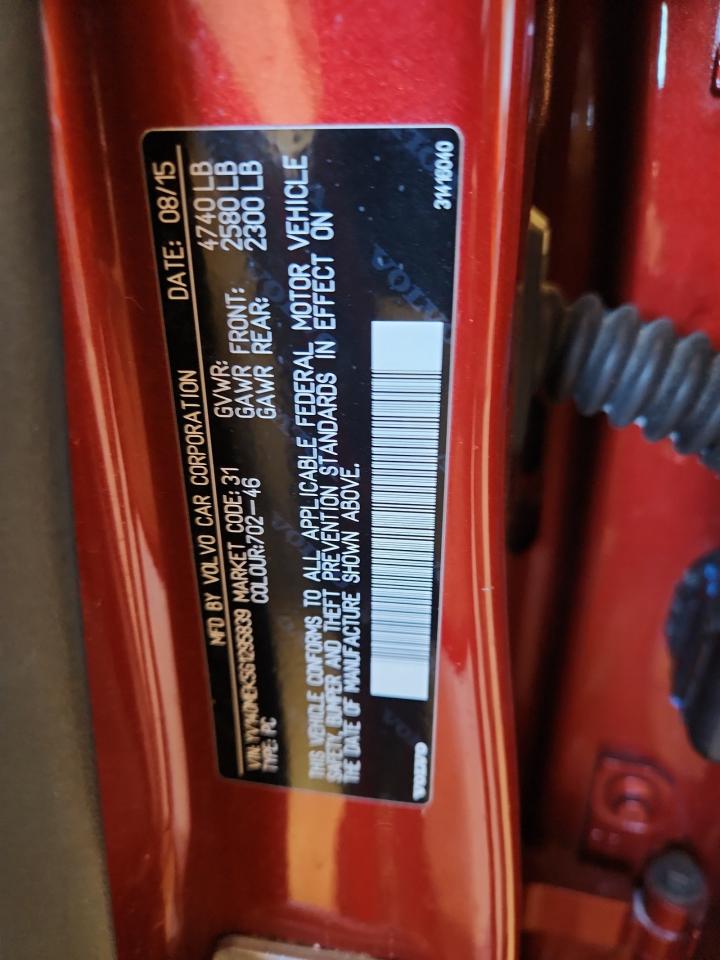 MFD BY VOLVO CAR CORPORATION DATE: 08/15
VIN: YV140MEK5G1295839 MARKET CODE: 31
TYPE: PC COLOUR:702-46
GVWR: 4740 LB
GAWR FRONT: 2580 LB
GAWR REAR: 2300 LB
THIS VEHICLE CONFORMS TO ALL APPLICABLE FEDERAL MOTOR VEHICLE
SAFETY, BUMPER AND THEFT PREVENTION STANDARDS IN EFFECT ON
THE DATE OF MANUFACTURE SHOWN ABOVE.
VOLVO